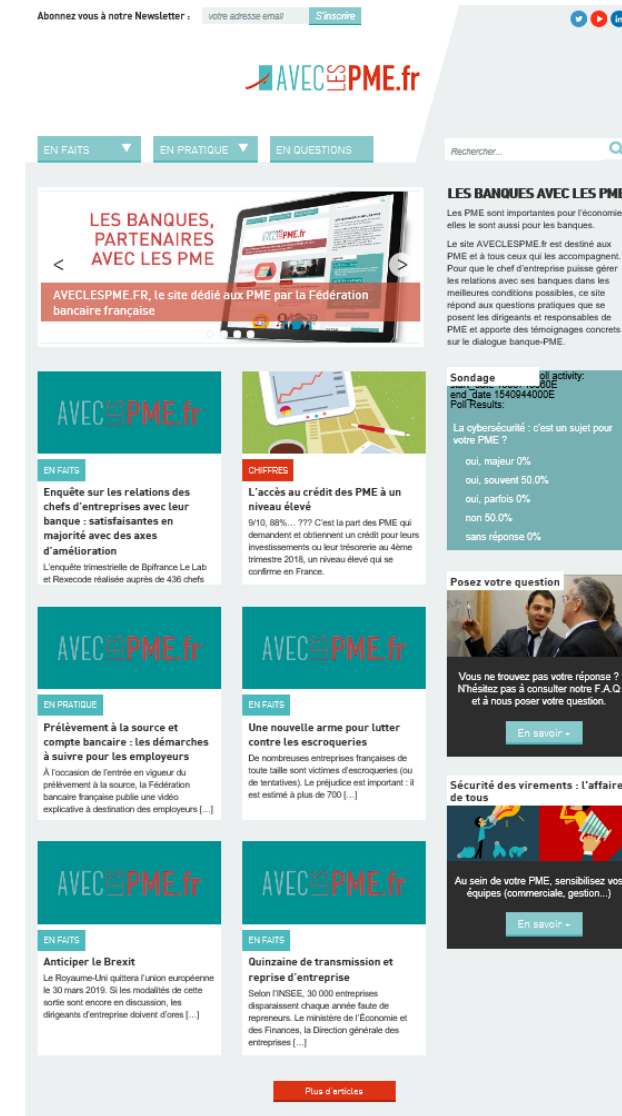 Abonnez vous à notre Newsletter :
votre adresse email
S'inscrire
AVEC LES PME.fr
EN FAITS
EN PRATIQUE
EN QUESTIONS
Rechercher...
LES BANQUES,
PARTENAIRES
AVEC LES PME
AVECLESPME.FR, le site dédié aux PME par la Fédération
bancaire française
LES BANQUES AVEC LES PME
Les PME sont importantes pour l'économie,
elles le sont aussi pour les banques.
Le site AVECLESPME.fr est destiné aux
PME et à tous ceux qui les accompagnent.
Pour que le chef d'entreprise puisse gérer
les relations avec ses banques dans les
meilleures conditions possibles, ce site
répond aux questions pratiques que se
posent les dirigeants et responsables de
PME et apporte des témoignages concrets
sur le dialogue banque-PME.
AVEC LES PME.fr
EN FAITS
Enquête sur les relations des
chefs d'entreprises avec leur
banque : satisfaisantes en
majorité avec des axes
d'amélioration
L'enquête trimestrielle de Bpifrance Le Lab
et Rexecode réalisée auprès de 436 chefs
CHIFFRES
L'accès au crédit des PME à un
niveau élevé
9/10, 88%… ??? C'est la part des PME qui
demandent et obtiennent un crédit pour leurs
investissements ou leur trésorerie au 4ème
trimestre 2018, un niveau élevé qui se
confirme en France.
Sondage
oll activity:
end_date 1540944000E
Poll Results:
La cybersécurité : c'est un sujet pour
votre PME ?
oui, majeur 0%
oui, souvent 50.0%
oui, parfois 0%
non 50.0%
sans réponse 0%
AVEC LES PME.fr
EN PRATIQUE
Prélèvement à la source et
compte bancaire : les démarches
à suivre pour les employeurs
À l'occasion de l'entrée en vigueur du
prélèvement à la source, la Fédération
bancaire française publie une vidéo
explicative à destination des employeurs […]
AVEC LES PME.fr
EN FAITS
Une nouvelle arme pour lutter
contre les escroqueries
De nombreuses entreprises françaises de
toute taille sont victimes d'escroqueries (ou
de tentatives). Le préjudice est important : il
est estimé à plus de 700 […]
Posez votre question
Vous ne trouvez pas votre réponse ?
N'hésitez pas à consulter notre F.A.Q
et à nous poser votre question.
En savoir +
Sécurité des virements : l'affaire
de tous
Au sein de votre PME, sensibilisez vos
équipes (commerciale, gestion...)
En savoir +
AVEC LES PME.fr
EN FAITS
Anticiper le Brexit
Le Royaume-Uni quittera l'union européenne
le 30 mars 2019. Si les modalités de cette
sortie sont encore en discussion, les
dirigeants d'entreprise doivent d'ores […]
AVEC LES PME.fr
EN FAITS
Quinzaine de transmission et
reprise d'entreprise
Selon l'INSEE, 30 000 entreprises
disparaissent chaque année faute de
repreneurs. Le ministère de l'Économie et
des Finances, la Direction générale des
entreprises […]
Plus d'articles